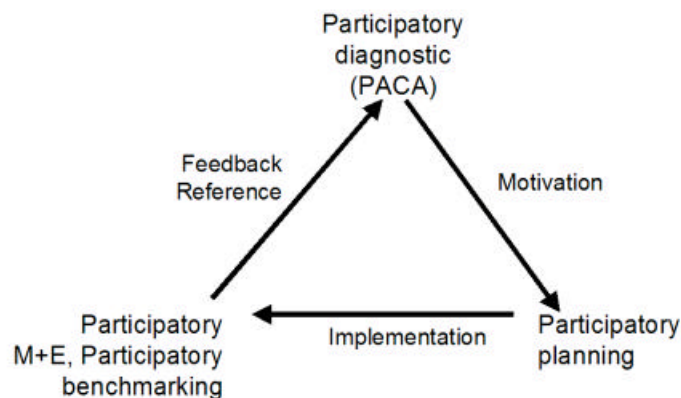 Participatory
diagnostic
(PACA)
Feedback
Reference
Motivation
Participatory
M+E, Participatory
benchmarking
Implementation
Participatory
planning